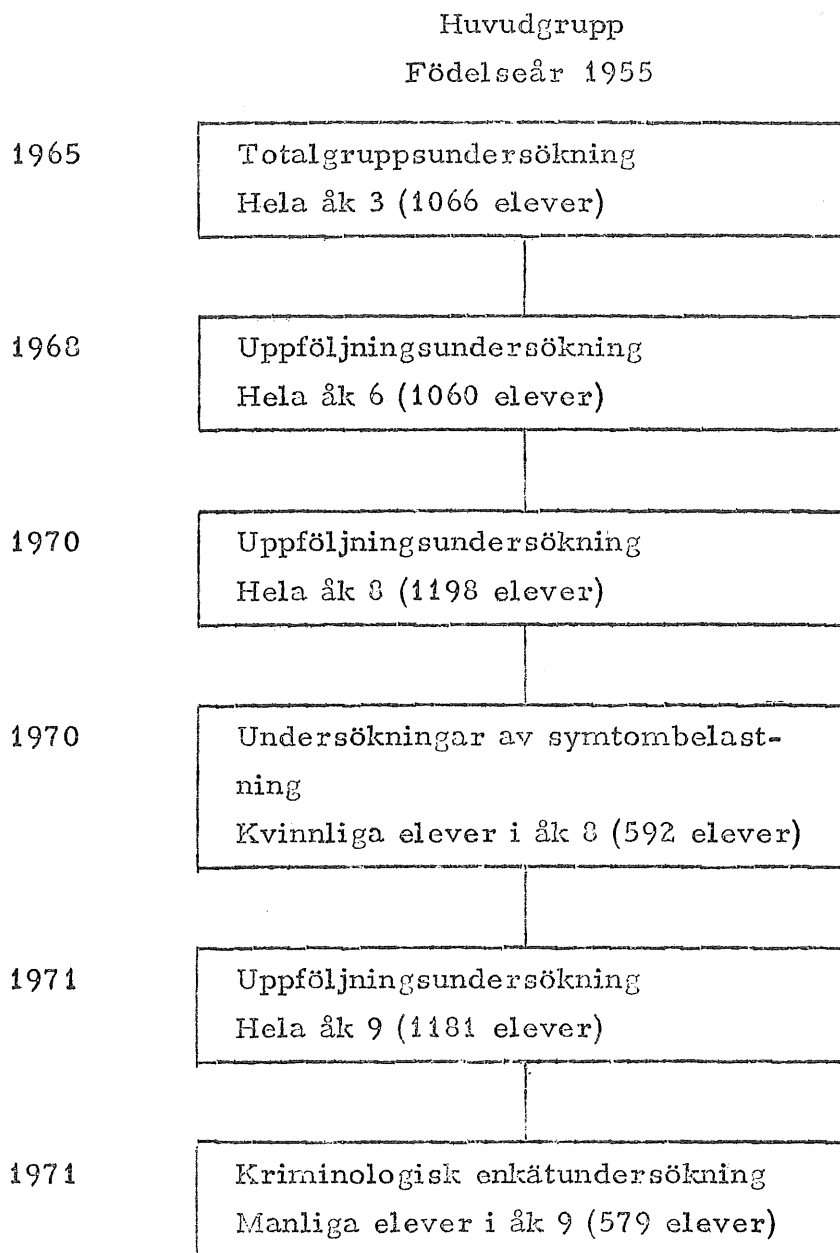 Huvudgrupp
Födelseår 1955
1965
Totalgruppsundersökning
Hela åk 3 (1066 elever)
1968
Uppföljningsundersökning
Hela åk 6 (1060 elever)
1970
Uppföljningsundersökning
Hela åk 8 (1198 elever)
1970
Undersökningar av symtombelast-
ning
Kvinnliga elever i åk 8 (592 elever)
1971
Uppföljningsundersökning
Hela åk 9 (1181 elever)
1971
Kriminologisk enkätundersökning
Manliga elever i åk 9 (579 elever)